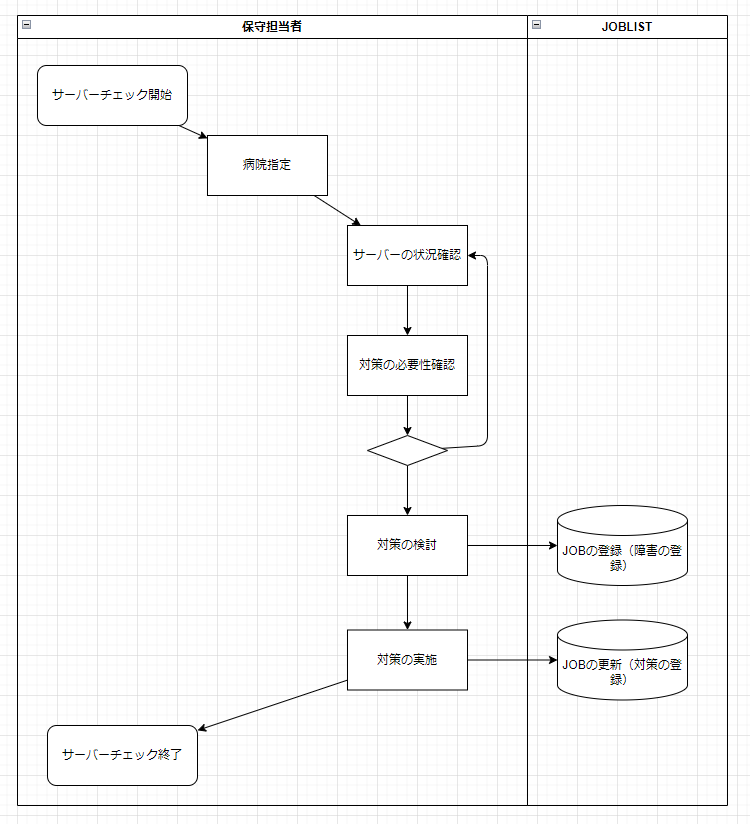 保守担当者
JOBLIST
サーバーチェック開始
病院指定
サーバーの状況確認
対策の必要性確認
対策の検討
JOBの登録（障害の登
録）
対策の実施
JOBの更新（対策の登
録）
サーバーチェック終了